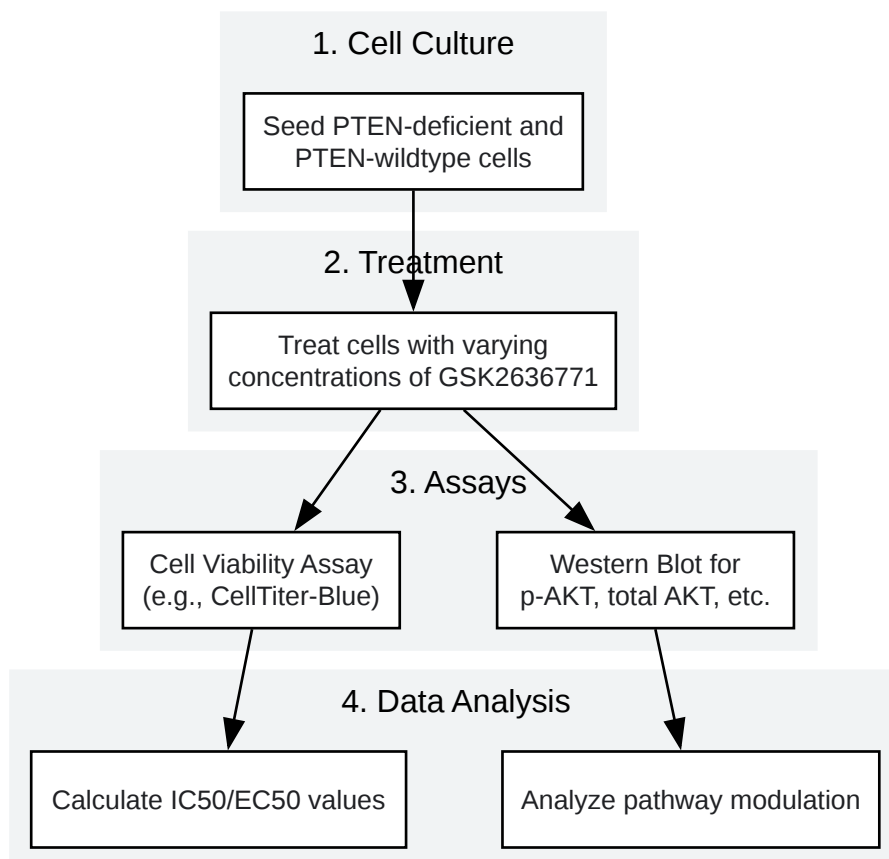 1. Cell Culture
Seed PTEN-deficient and
PTEN-wildtype cells
2. Treatment
Treat cells with varying
concentrations of GSK2636771
3. Assays
Cell Viability Assay
(e.g., CellTiter-Blue)
Western Blot for
p-AKT, total AKT, etc.
4. Data Analysis
Calculate IC50/EC50 values
Analyze pathway modulation